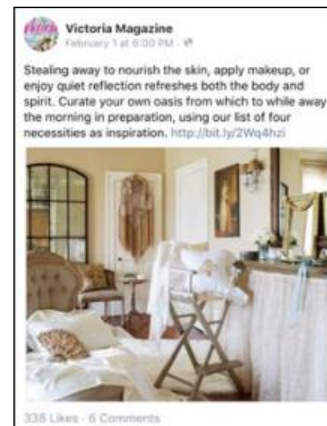 Victoria Magazine
February 1 at 6:00 PM ·
Stealing away to nourish the skin, apply makeup, or
enjoy quiet reflection refreshes both the body and
spirit. Curate your own oasis from which to while away
the morning in preparation, using our list of four
necessities as inspiration. http://bit.ly/2Wq4hzi
338 Likes · 6 Comments